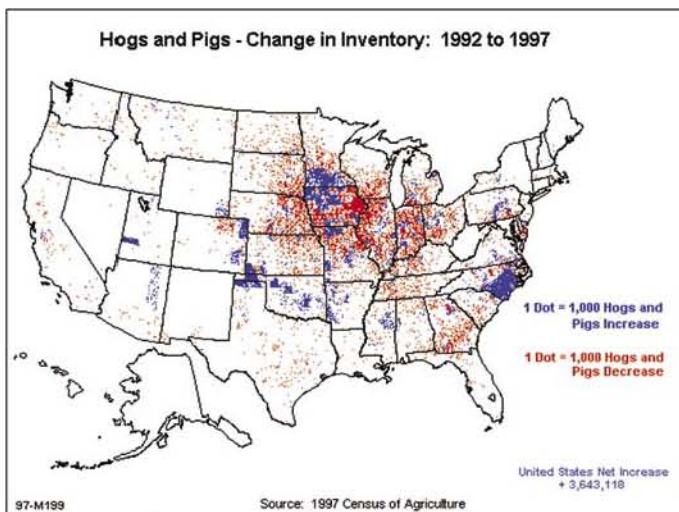 Hogs and Pigs - Change in Inventory: 1992 to 1997
1 Dot = 1,000 Hogs and
Pigs Increase
1 Dot = 1,000 Hogs and
Pigs Decrease
United States Net Increase
+ 3,643,118
97-M199
Source: 1997 Census of Agriculture